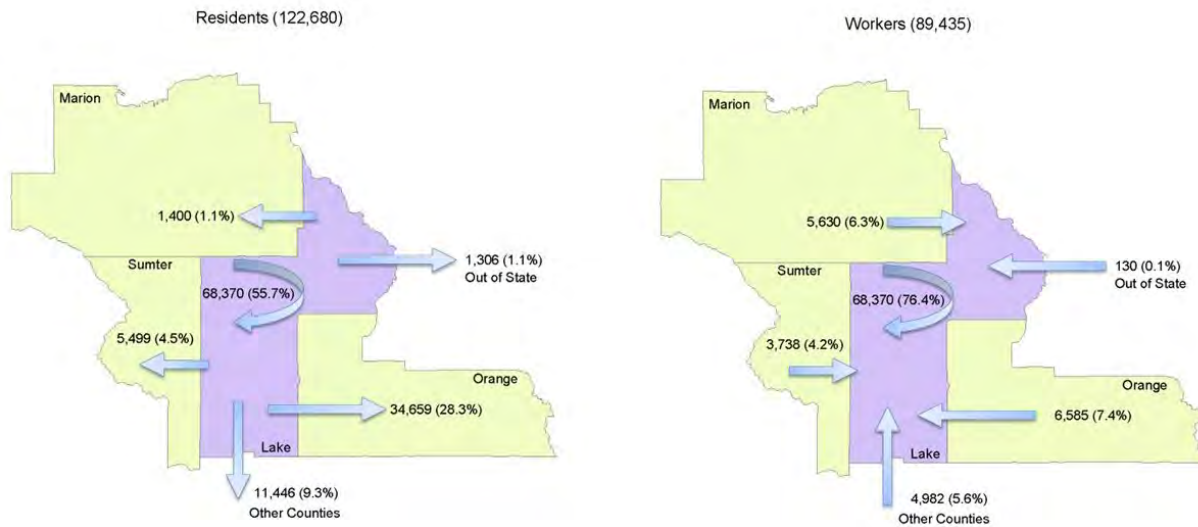 Residents (122,680)
Marion
1,400 (1.1%)
1,306 (1.1%)
Out of State
Sumter
68,370 (55.7%)
5,499 (4.5%)
Orange
34,659 (28.3%)
Lake
11,446 (9.3%)
Other Counties
Workers (89,435)
Marion
5,630 (6.3%)
130 (0.1%)
Out of State
Sumter
68,370 (76.4%)
3,738 (4.2%)
Orange
6,585 (7.4%)
Lake
4,982 (5.6%)
Other Counties